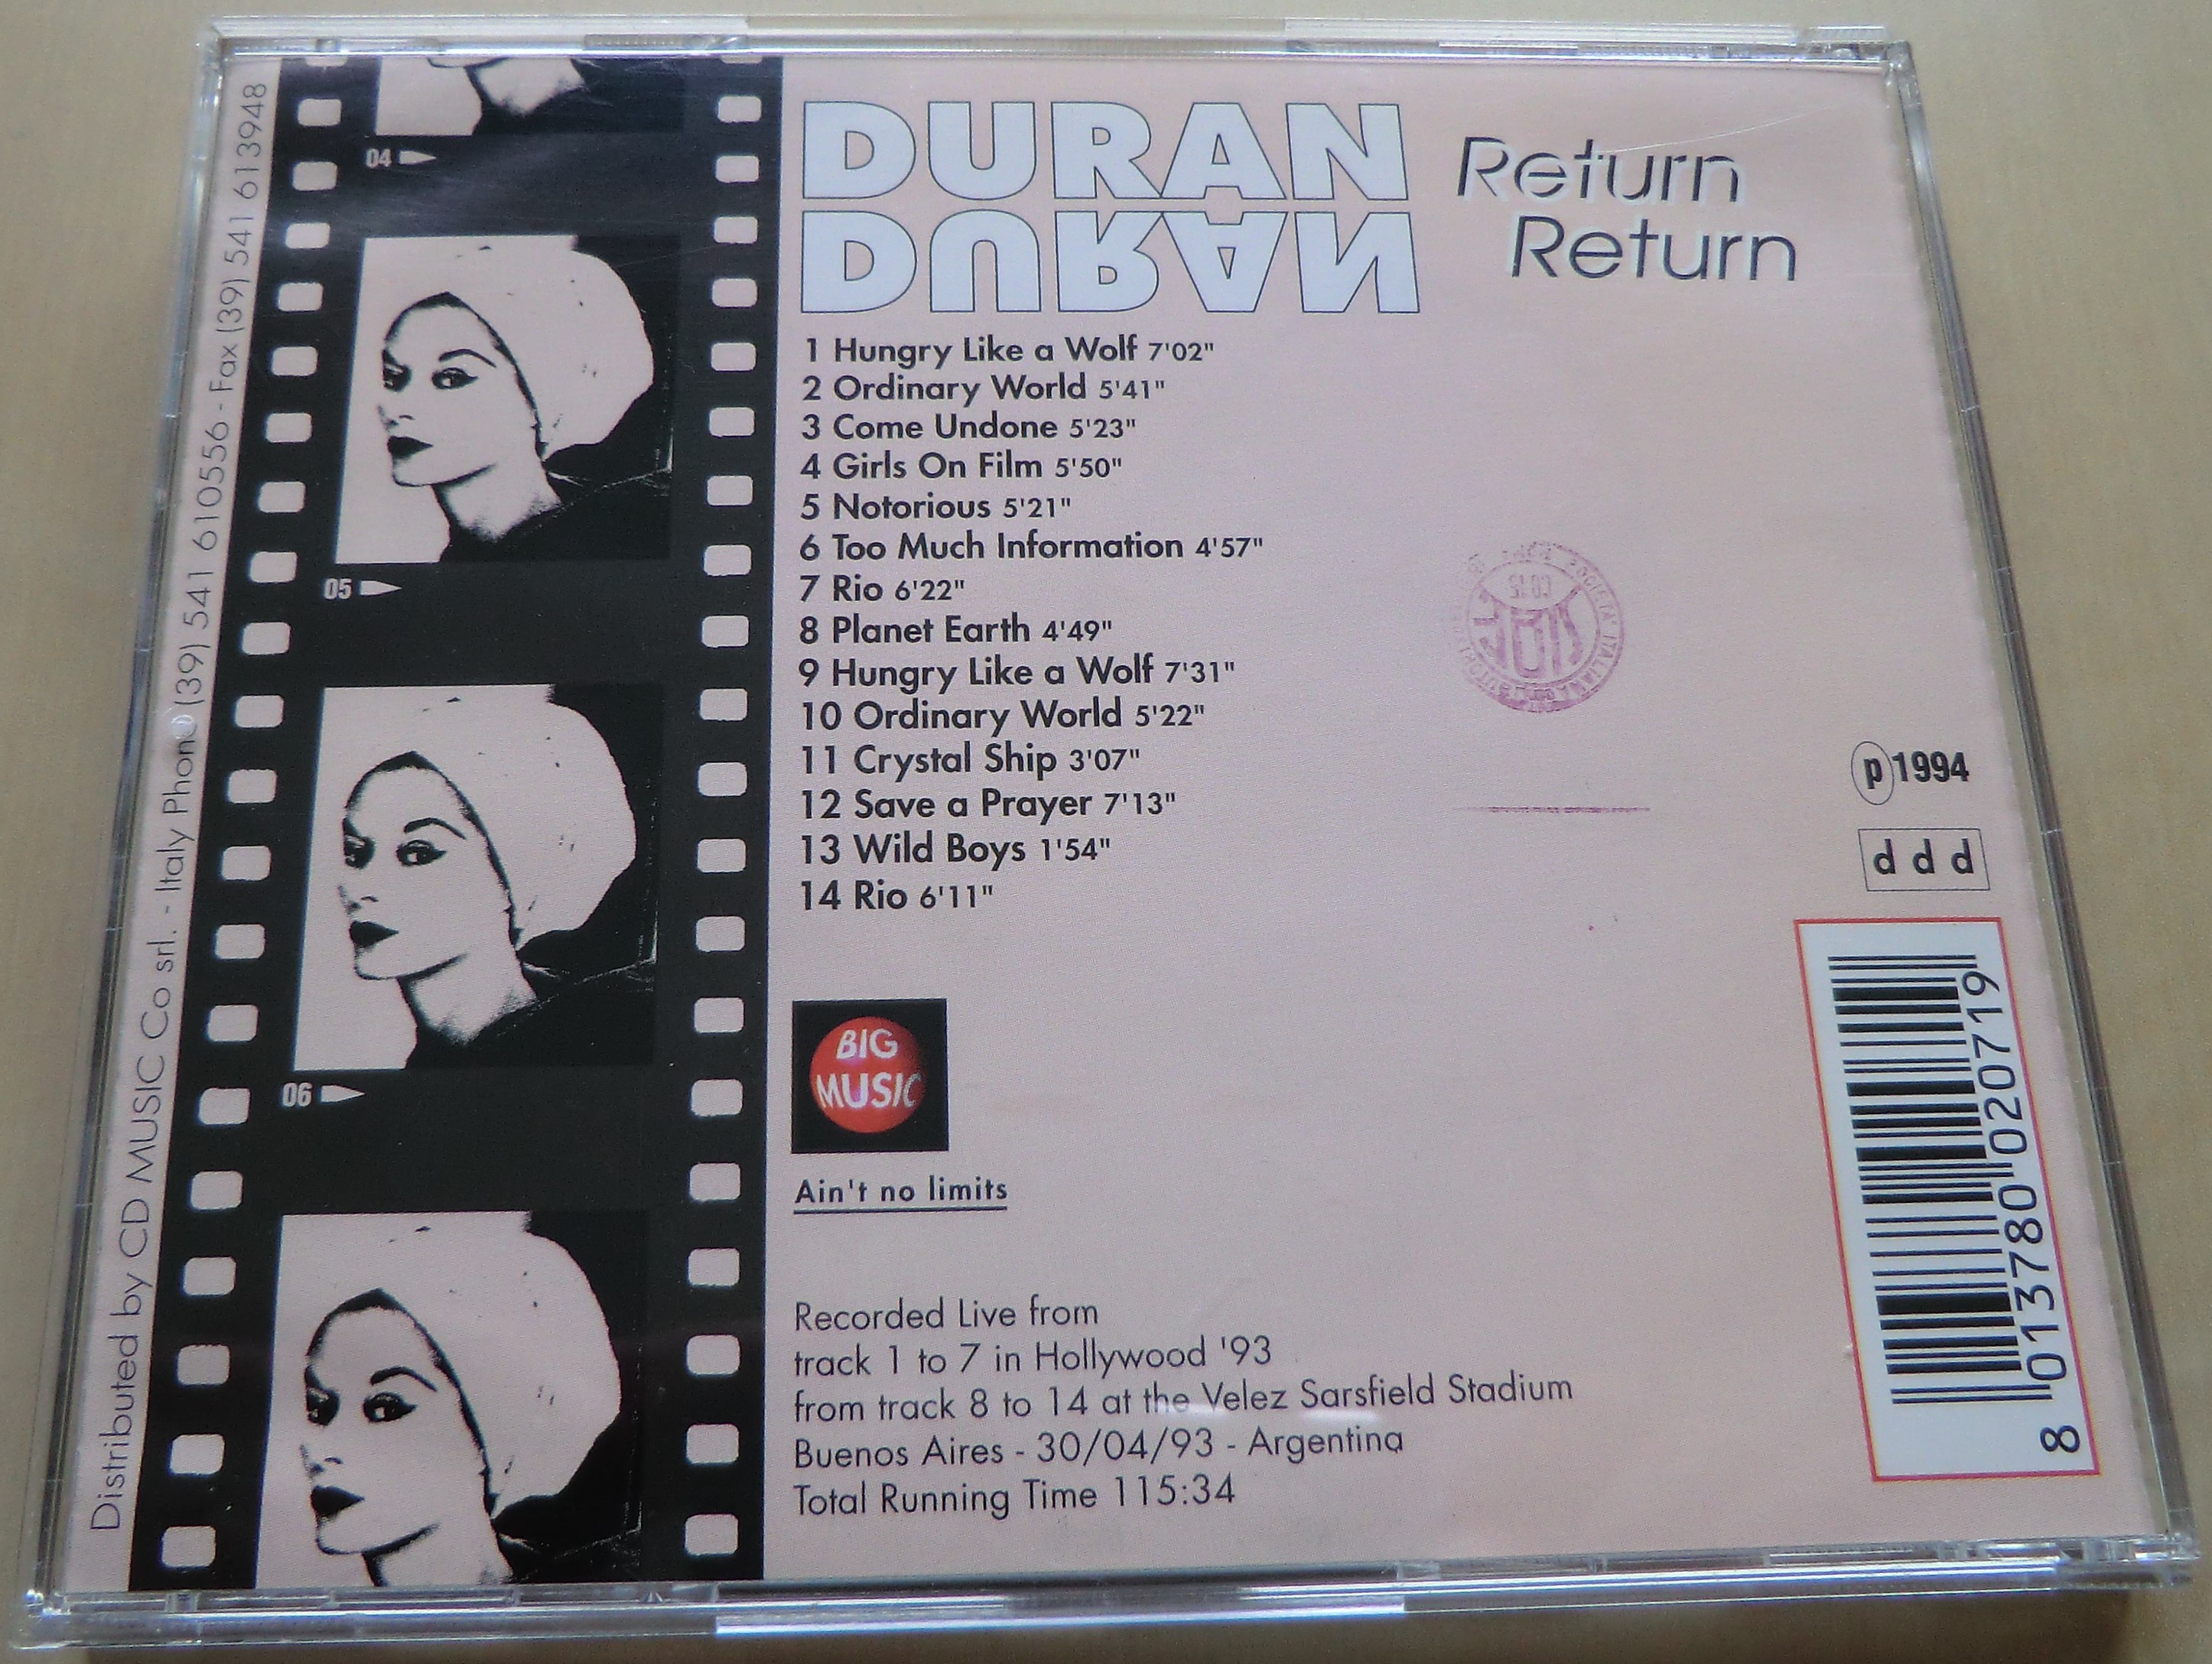 Distributed by CD MUSIC Co srl. - Italy Phone (39) 541 610556 - Fax (39) 541 613948
04
05
06
DURAN
DURAN
Return
Return
1 Hungry Like a Wolf 7'02"
2 Ordinary World 5'41"
3 Come Undone 5'23"
4 Girls On Film 5'50"
5 Notorious 5'21"
6 Too Much Information 4'57"
7 Rio 6'22"
8 Planet Earth 4'49"
9 Hungry Like a Wolf 7'31"
10 Ordinary World 5'22"
11 Crystal Ship 3'07"
12 Save a Prayer 7'13"
13 Wild Boys 1'54"
14 Rio 6'11"
SIAE
SOCIETA' ITALIANA
p 1994
d d d
BIG
MUSIC
Ain't no limits
Recorded Live from
track 1 to 7 in Hollywood '93
from track 8 to 14 at the Velez Sarsfield Stadium
Buenos Aires - 30/04/93 - Argentina
Total Running Time 115:34
8 013780 020719